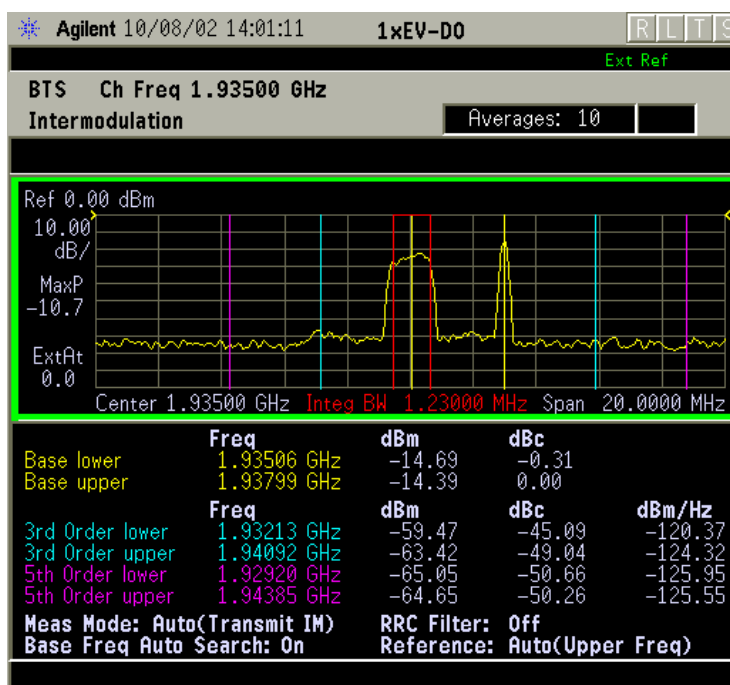 Agilent 10/08/02 14:01:11 1xEV-DO R L T S
Ext Ref
BTS Ch Freq 1.93500 GHz
Intermodulation Averages: 10
Ref 0.00 dBm
10.00
dB/
MaxP
-10.7
ExtAt
0.0
Center 1.93500 GHz Integ BW 1.23000 MHz Span 20.0000 MHz
Freq dBm dBc
Base lower 1.93506 GHz -14.69 -0.31
Base upper 1.93799 GHz -14.39 0.00
Freq dBm dBc dBm/Hz
3rd Order lower 1.93213 GHz -59.47 -45.09 -120.37
3rd Order upper 1.94092 GHz -63.42 -49.04 -124.32
5th Order lower 1.92920 GHz -65.05 -50.66 -125.95
5th Order upper 1.94385 GHz -64.65 -50.26 -125.55
Meas Mode: Auto(Transmit IM) RRC Filter: Off
Base Freq Auto Search: On Reference: Auto(Upper Freq)